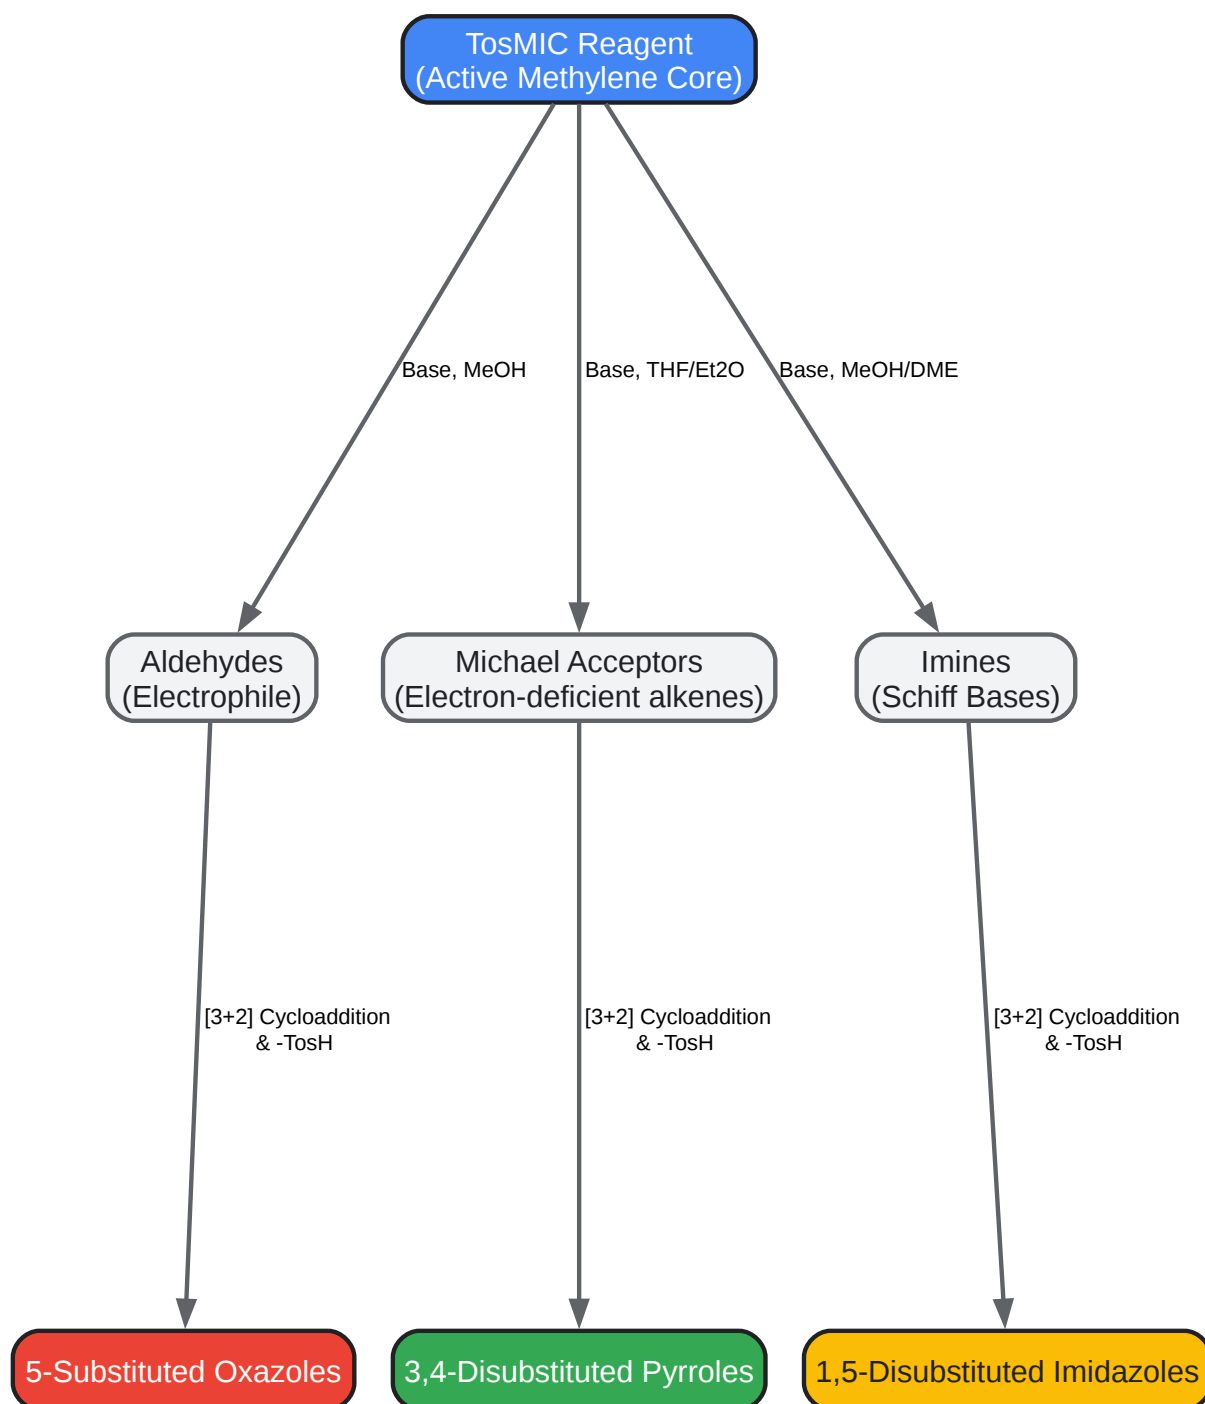 TosMIC Reagent
(Active Methylene Core)
Base, MeOH
Base, THF/Et2O
Base, MeOH/DME
Aldehydes
(Electrophile)
Michael Acceptors
(Electron-deficient alkenes)
Imines
(Schiff Bases)
[3+2] Cycloaddition
& -TosH
[3+2] Cycloaddition
& -TosH
[3+2] Cycloaddition
& -TosH
5-Substituted Oxazoles
3,4-Disubstituted Pyrroles
1,5-Disubstituted Imidazoles